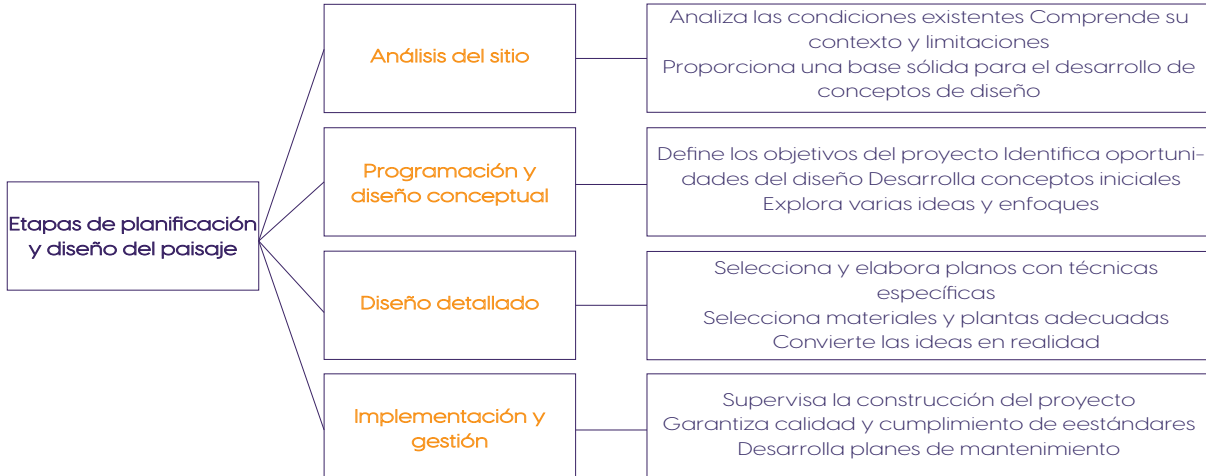 Etapas de planificación
y diseño del paisaje
Análisis del sitio
Analiza las condiciones existentes Comprende su
contexto y limitaciones
Proporciona una base sólida para el desarrollo de
conceptos de diseño
Programación y
diseño conceptual
Define los objetivos del proyecto Identifica oportuni-
dades del diseño Desarrolla conceptos iniciales
Explora varias ideas y enfoques
Diseño detallado
Selecciona y elabora planos con técnicas
específicas
Selecciona materiales y plantas adecuadas
Convierte las ideas en realidad
Implementación y
gestión
Supervisa la construcción del proyecto
Garantiza calidad y cumplimiento de eestándares
Desarrolla planes de mantenimiento